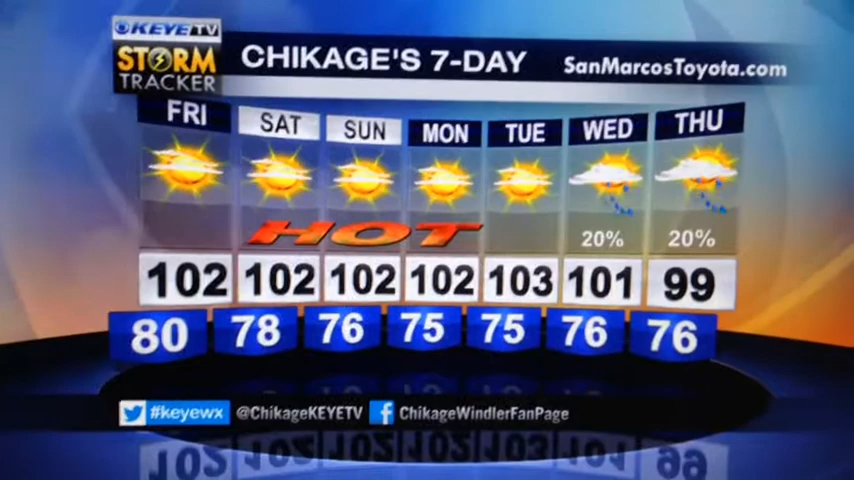 KEYE TV
STORM
TRACKER
CHIKAGE'S 7-DAY
SanMarcosToyota.com
FRI SAT SUN MON TUE WED THU
HOT
20% 20%
102 102 102 102 103 101 99
80 78 76 75 75 76 76
#keyewx @ChikageKEYETV ChikageWindlerFanPage